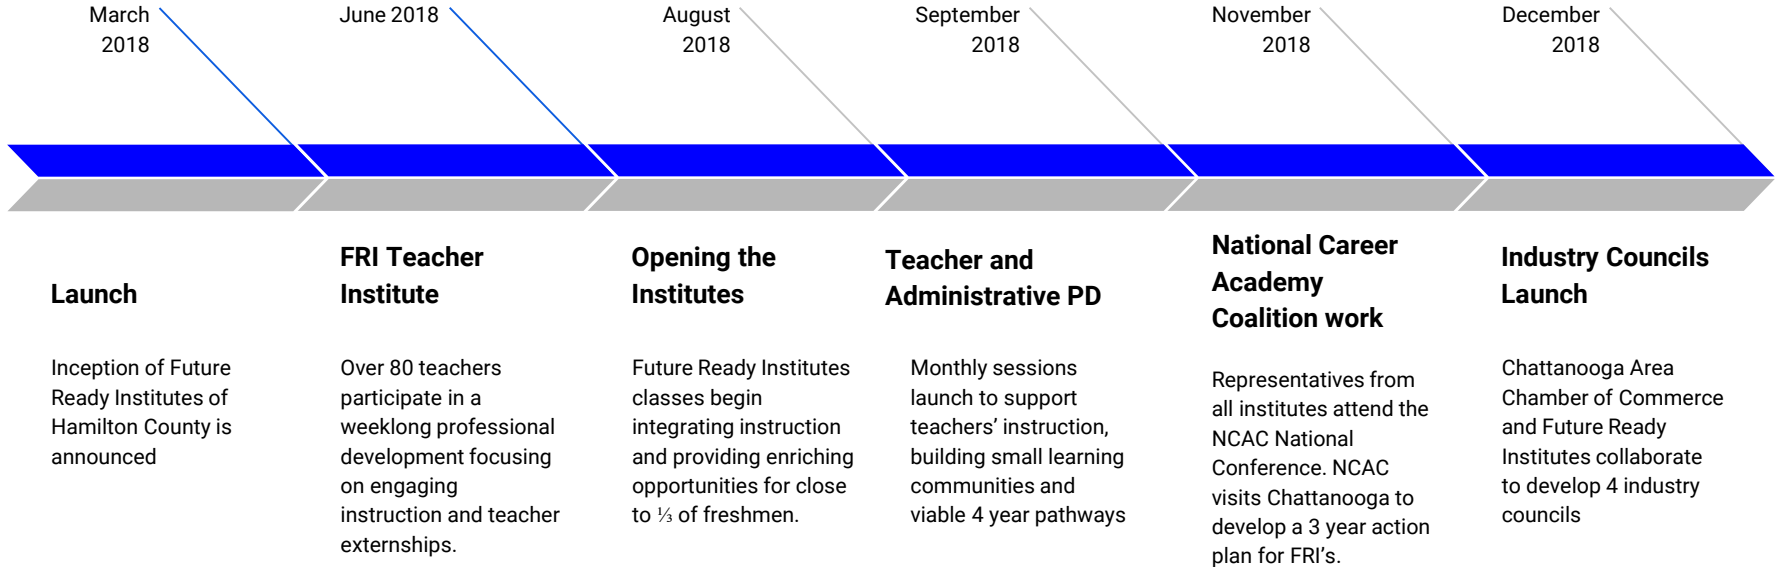 March
2018
June 2018
August
2018
September
2018
November
2018
December
2018
Launch
Inception of Future
Ready Institutes of
Hamilton County is
announced
FRI Teacher
Institute
Over 80 teachers
participate in a
weeklong professional
development focusing
on engaging
instruction and teacher
externships.
Opening the
Institutes
Future Ready Institutes
classes begin
integrating instruction
and providing enriching
opportunities for close
to ⅓ of freshmen.
Teacher and
Administrative PD
Monthly sessions
launch to support
teachers’ instruction,
building small learning
communities and
viable 4 year pathways
National Career
Academy
Coalition work
Representatives from
all institutes attend the
NCAC National
Conference. NCAC
visits Chattanooga to
develop a 3 year action
plan for FRI’s.
Industry Councils
Launch
Chattanooga Area
Chamber of Commerce
and Future Ready
Institutes collaborate
to develop 4 industry
councils